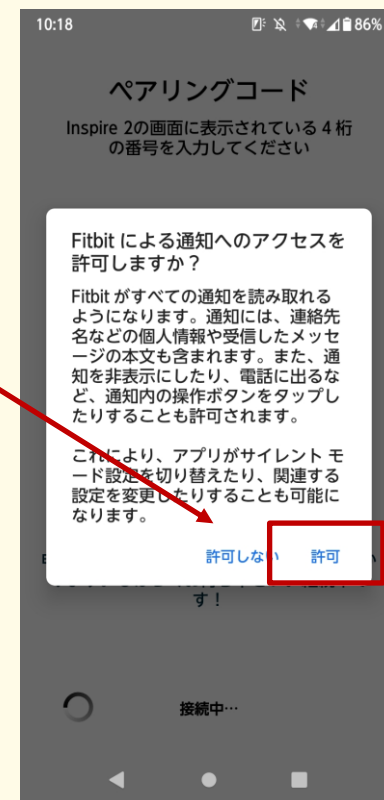 10:18
86%
ペアリングコード
Inspire 2の画面に表示されている 4 桁
の番号を入力してください
Fitbit による通知へのアクセスを
許可しますか？
Fitbit がすべての通知を読み取れる
ようになります。通知には、連絡先
名などの個人情報や受信したメッセ
ージの本文も含まれます。また、通
知を非表示にしたり、電話に出るな
ど、通知内の操作ボタンをタップし
たりすることも許可されます。
これにより、アプリがサイレント モ
ード設定を切り替えたり、関連する
設定を変更したりすることも可能に
なります。
許可しない
許可
す！
接続中…